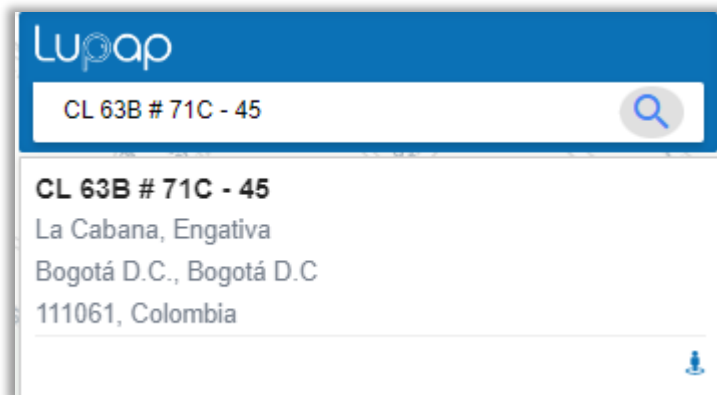 Lupap
CL 63B # 71C - 45
CL 63B # 71C - 45
La Cabana, Engativa
Bogotá D.C., Bogotá D.C
111061, Colombia